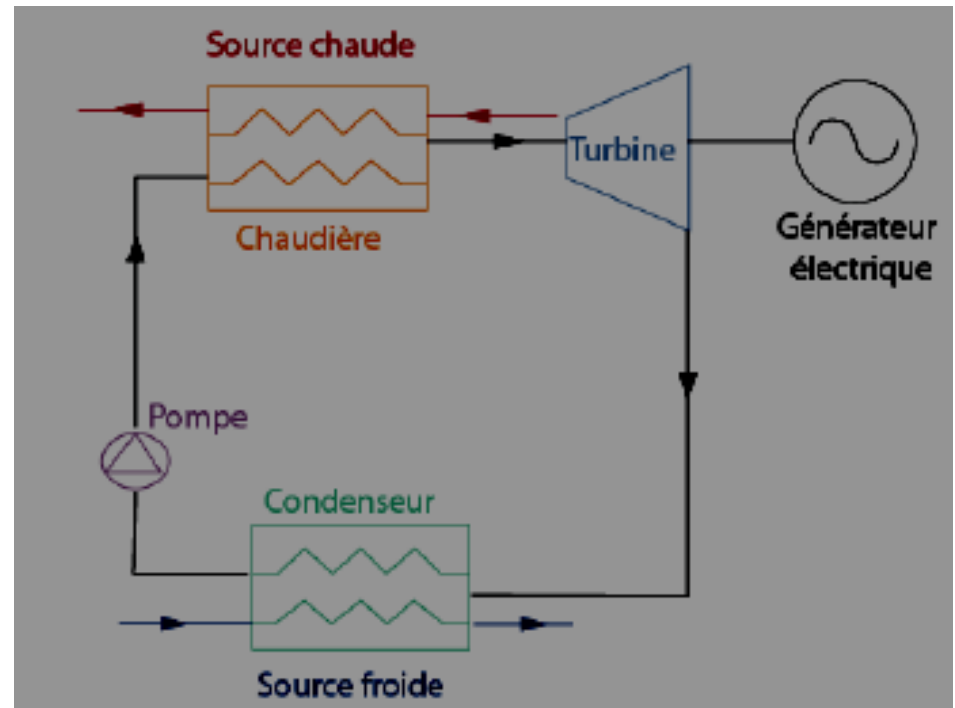 Source chaude
Turbine
Chaudière
Générateur
électrique
Pompe
Condenseur
Source froide